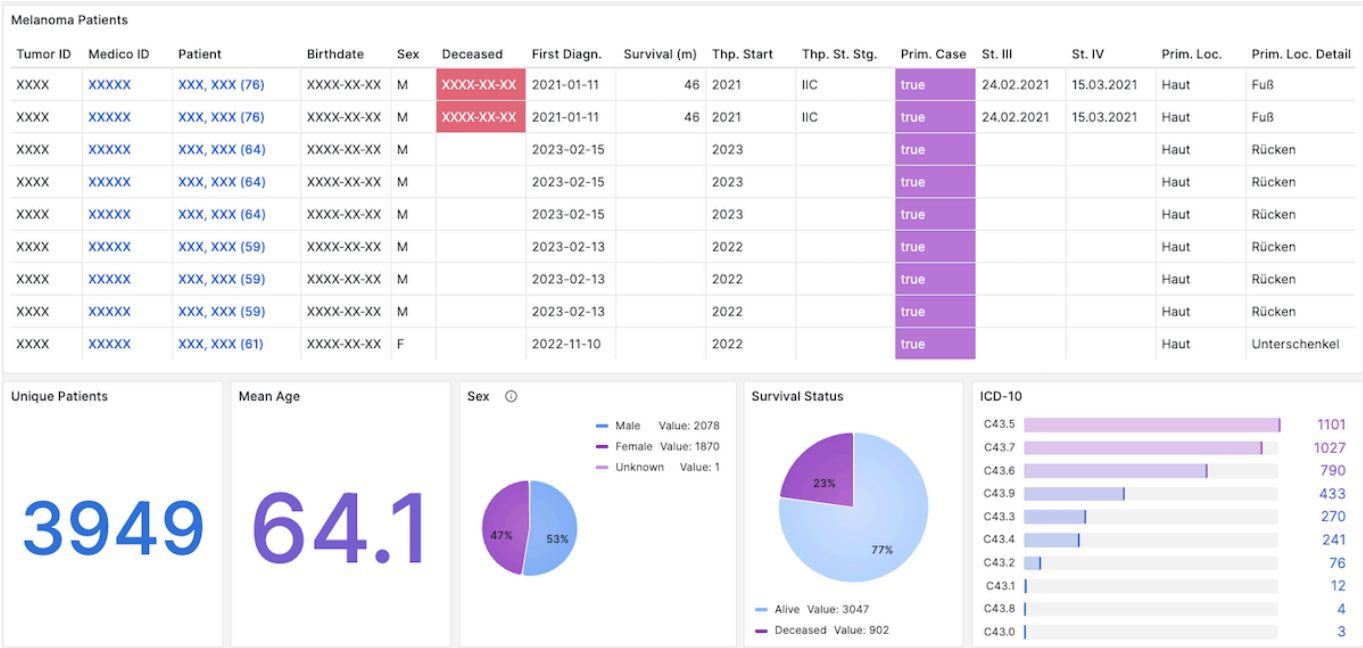 Melanoma Patients
Tumor ID Medico ID Patient Birthdate Sex Deceased First Diagn. Survival (m) Thp. Start Thp. St. Stg. Prim. Case St. III St. IV Prim. Loc. Prim. Loc. Detail
XXXX XXXXX XXX, XXX (76) XXXX-XX-XX M XXXX-XX-XX 2021-01-11 46 2021 IIC true 24.02.2021 15.03.2021 Haut Fuß
XXXX XXXXX XXX, XXX (76) XXXX-XX-XX M XXXX-XX-XX 2021-01-11 46 2021 IIC true 24.02.2021 15.03.2021 Haut Fuß
XXXX XXXXX XXX, XXX (64) XXXX-XX-XX M 2023-02-15 2023 true Haut Rücken
XXXX XXXXX XXX, XXX (64) XXXX-XX-XX M 2023-02-15 2023 true Haut Rücken
XXXX XXXXX XXX, XXX (64) XXXX-XX-XX M 2023-02-15 2023 true Haut Rücken
XXXX XXXXX XXX, XXX (59) XXXX-XX-XX M 2023-02-13 2022 true Haut Rücken
XXXX XXXXX XXX, XXX (59) XXXX-XX-XX M 2023-02-13 2022 true Haut Rücken
XXXX XXXXX XXX, XXX (59) XXXX-XX-XX M 2023-02-13 2022 true Haut Rücken
XXXX XXXXX XXX, XXX (61) XXXX-XX-XX F 2022-11-10 2022 true Haut Unterschenkel
Unique Patients
3949
Mean Age
64.1
Sex
Male Value: 2078
Female Value: 1870
Unknown Value: 1
47% 53%
Survival Status
23%
77%
Alive Value: 3047
Deceased Value: 902
ICD-10
C43.5 1101
C43.7 1027
C43.6 790
C43.9 433
C43.3 270
C43.4 241
C43.2 76
C43.1 12
C43.8 4
C43.0 3